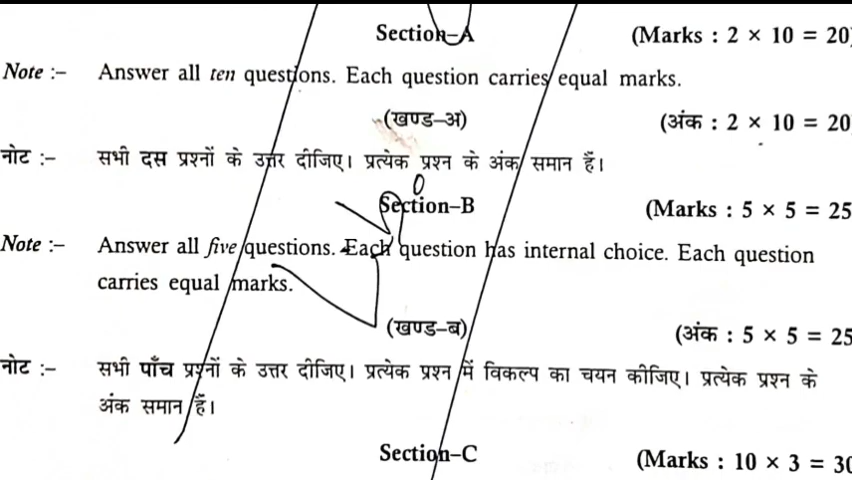 Section–A (Marks : 2 × 10 = 20)
Note :– Answer all ten questions. Each question carries equal marks.
(खण्ड–अ) (अंक : 2 × 10 = 20
नोट :– सभी दस प्रश्नों के उत्तर दीजिए। प्रत्येक प्रश्न के अंक समान हैं।
Section–B (Marks : 5 × 5 = 25
Note :– Answer all five questions. Each question has internal choice. Each question
carries equal marks.
(खण्ड–ब) (अंक : 5 × 5 = 25
नोट :– सभी पाँच प्रश्नों के उत्तर दीजिए। प्रत्येक प्रश्न में विकल्प का चयन कीजिए। प्रत्येक प्रश्न के
अंक समान हैं।
Section–C (Marks : 10 × 3 = 30